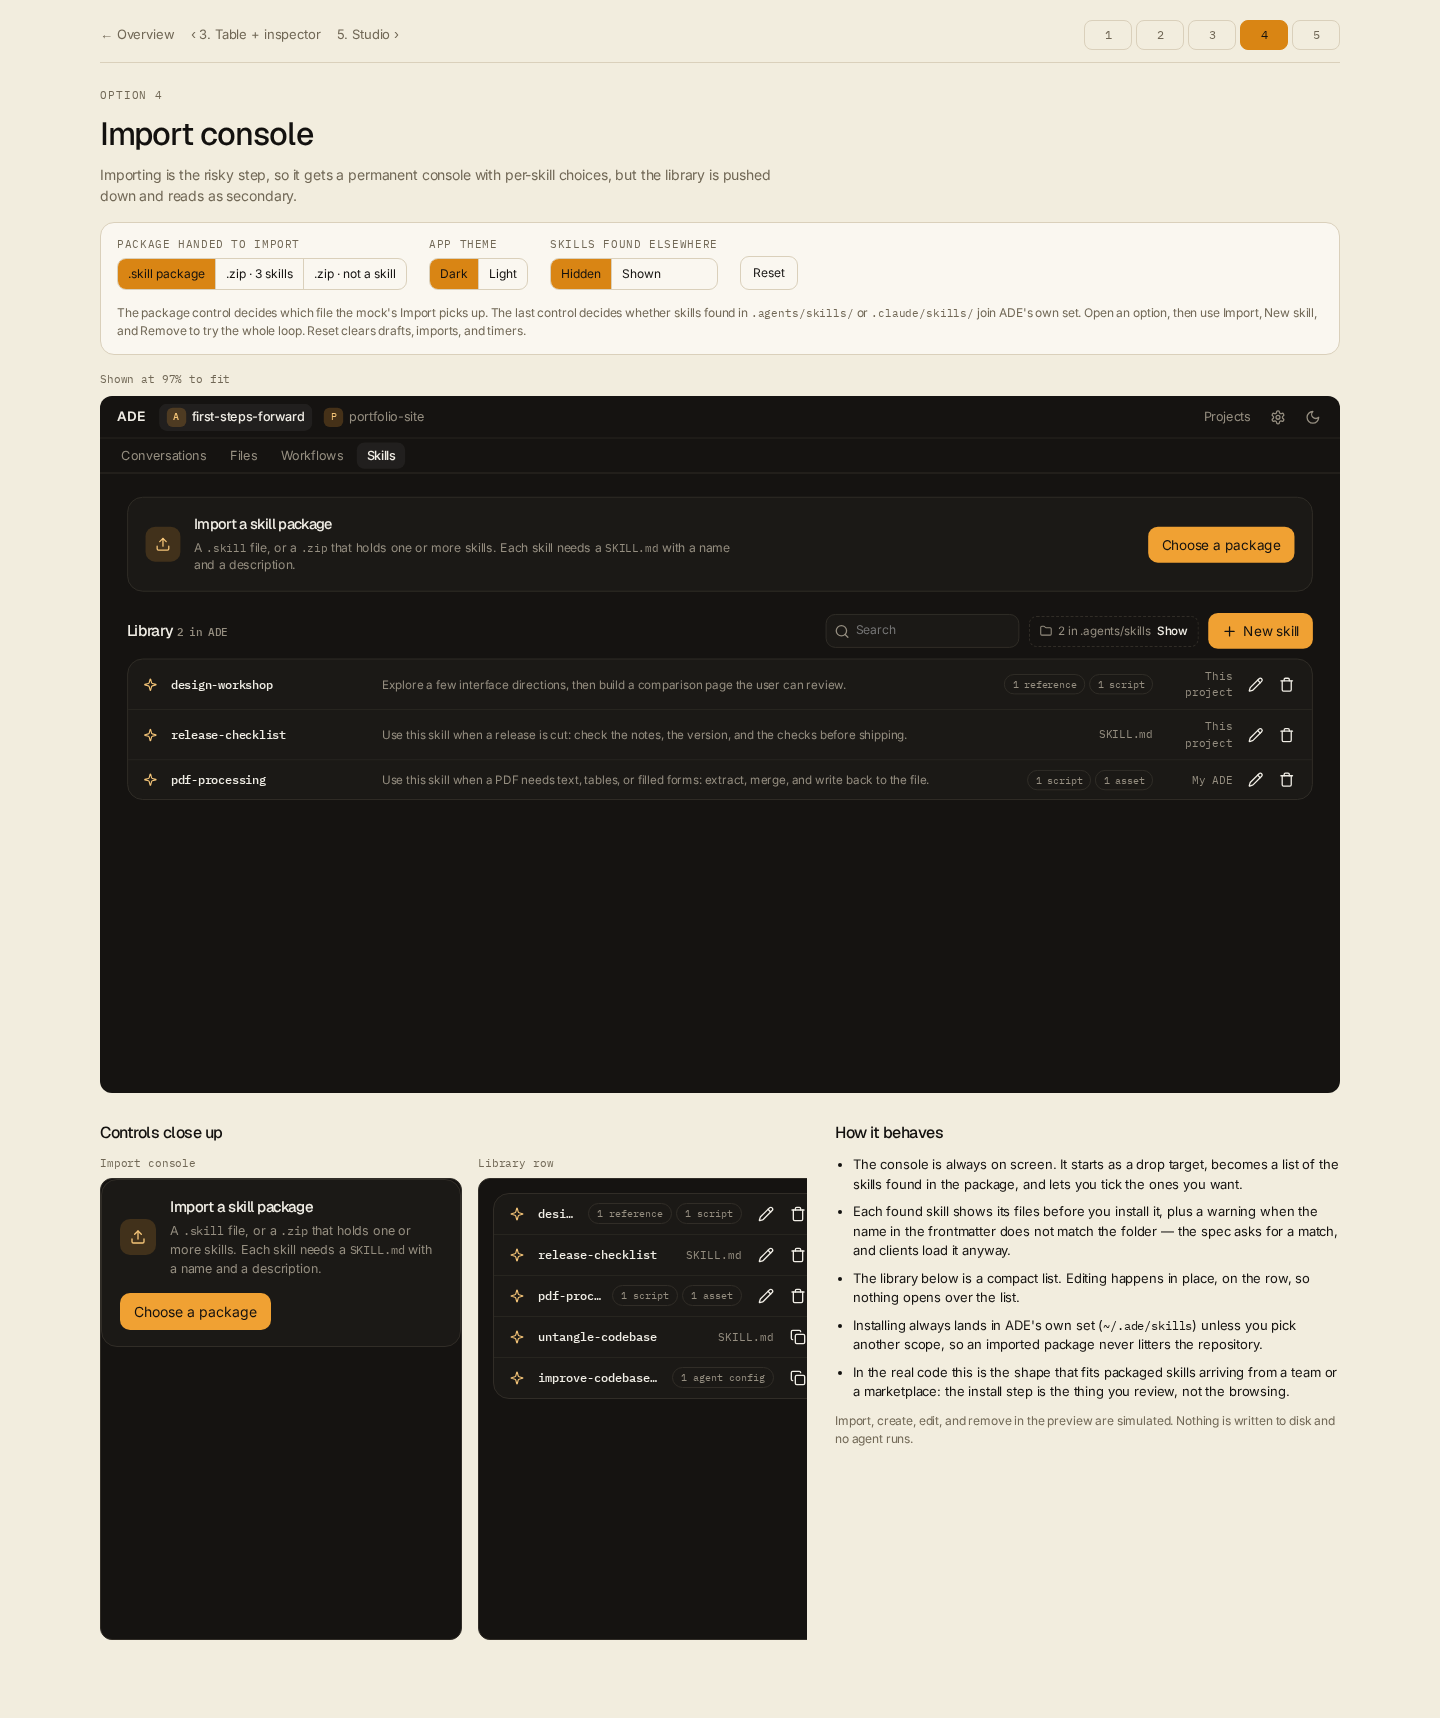 ← Overview ‹ 3. Table + inspector 5. Studio ›
1 2 3 4 5
OPTION 4
Import console
Importing is the risky step, so it gets a permanent console with per-skill choices, but the library is pushed
down and reads as secondary.
PACKAGE HANDED TO IMPORT APP THEME SKILLS FOUND ELSEWHERE
.skill package .zip · 3 skills .zip · not a skill Dark Light Hidden Shown Reset
The package control decides which file the mock's Import picks up. The last control decides whether skills found in .agents/skills/ or .claude/skills/ join ADE's own set. Open an option, then use Import, New skill,
and Remove to try the whole loop. Reset clears drafts, imports, and timers.
Shown at 97% to fit
ADE A first-steps-forward P portfolio-site Projects
Conversations Files Workflows Skills
Import a skill package
A .skill file, or a .zip that holds one or more skills. Each skill needs a SKILL.md with a name
and a description.
Choose a package
Library 2 in ADE Search 2 in .agents/skills Show New skill
design-workshop Explore a few interface directions, then build a comparison page the user can review. 1 reference 1 script This
project
release-checklist Use this skill when a release is cut: check the notes, the version, and the checks before shipping. SKILL.md This
project
pdf-processing Use this skill when a PDF needs text, tables, or filled forms: extract, merge, and write back to the file. 1 script 1 asset My ADE
Controls close up
Import console
Import a skill package
A .skill file, or a .zip that holds one or
more skills. Each skill needs a SKILL.md with
a name and a description.
Choose a package
Library row
desi… 1 reference 1 script
release-checklist SKILL.md
pdf-proc… 1 script 1 asset
untangle-codebase SKILL.md
improve-codebase… 1 agent config
How it behaves
• The console is always on screen. It starts as a drop target, becomes a list of the
skills found in the package, and lets you tick the ones you want.
• Each found skill shows its files before you install it, plus a warning when the
name in the frontmatter does not match the folder — the spec asks for a match,
and clients load it anyway.
• The library below is a compact list. Editing happens in place, on the row, so
nothing opens over the list.
• Installing always lands in ADE's own set (~/.ade/skills) unless you pick
another scope, so an imported package never litters the repository.
• In the real code this is the shape that fits packaged skills arriving from a team or
a marketplace: the install step is the thing you review, not the browsing.
Import, create, edit, and remove in the preview are simulated. Nothing is written to disk and
no agent runs.